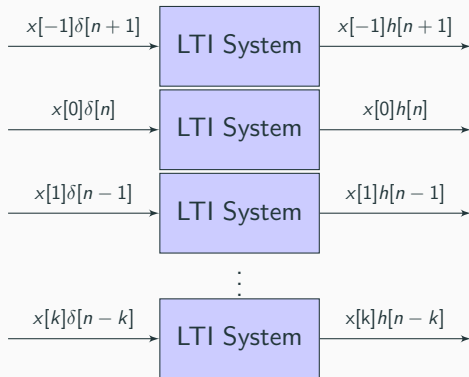 x[-1]δ[n + 1] LTI System x[-1]h[n + 1]
x[0]δ[n] LTI System x[0]h[n]
x[1]δ[n − 1] LTI System x[1]h[n − 1]
⋮
x[k]δ[n − k] LTI System x[k]h[n − k]